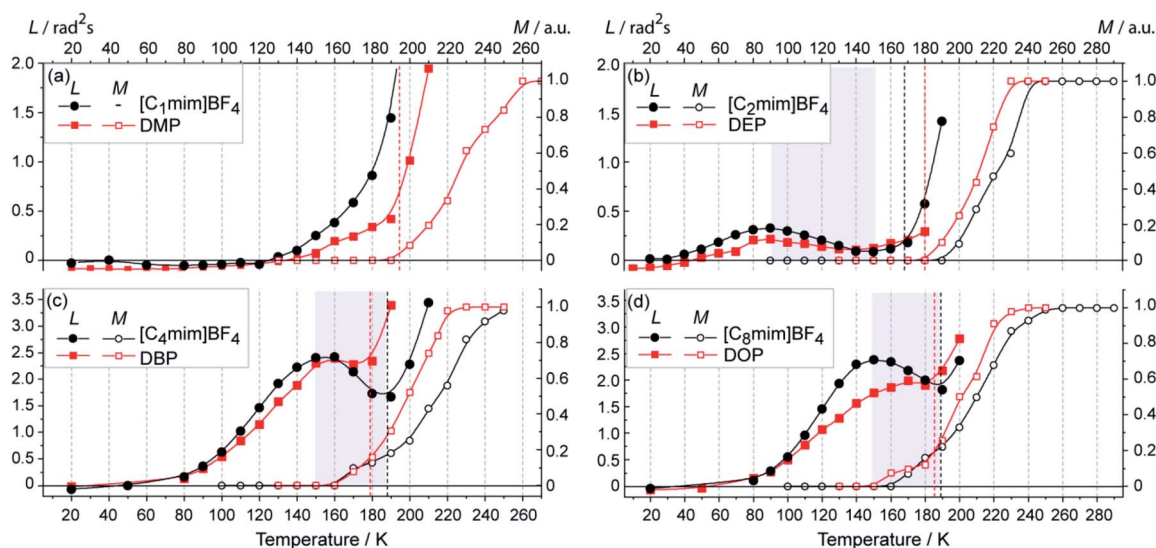 L / rad²s M / a.u. L / rad²s M / a.u.
20 40 60 80 100 120 140 160 180 200 220 240 260
20 40 60 80 100 120 140 160 180 200 220 240 260 280
2.0 1.5 1.0 0.5 0
1.0 0.8 0.6 0.4 0.2 0
(a)
L M
[C₁mim]BF₄
DMP
2.0 1.5 1.0 0.5 0
1.0 0.8 0.6 0.4 0.2 0
(b)
L M
[C₂mim]BF₄
DEP
3.5 3.0 2.5 2.0 1.5 1.0 0.5 0
1.0 0.8 0.6 0.4 0.2 0
(c)
L M
[C₄mim]BF₄
DBP
3.5 3.0 2.5 2.0 1.5 1.0 0.5 0
1.0 0.8 0.6 0.4 0.2 0
(d)
L M
[C₈mim]BF₄
DOP
20 40 60 80 100 120 140 160 180 200 220 240 260
20 40 60 80 100 120 140 160 180 200 220 240 260 280
Temperature / K
Temperature / K